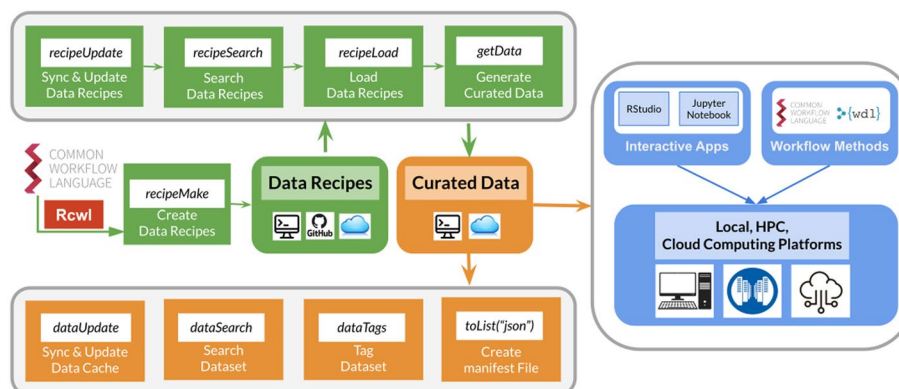 recipeUpdate
Sync & Update
Data Recipes
recipeSearch
Search
Data Recipes
recipeLoad
Load
Data Recipes
getData
Generate
Curated Data
COMMON
WORKFLOW
LANGUAGE
Rcwl
recipeMake
Create
Data Recipes
Data Recipes
GitHub
Curated Data
dataUpdate
Sync & Update
Data Cache
dataSearch
Search
Dataset
dataTags
Tag
Dataset
toList("json")
Create
manifest File
RStudio
Jupyter
Notebook
Interactive Apps
COMMON
WORKFLOW
LANGUAGE
{wdl}
Workflow Methods
Local, HPC,
Cloud Computing Platforms